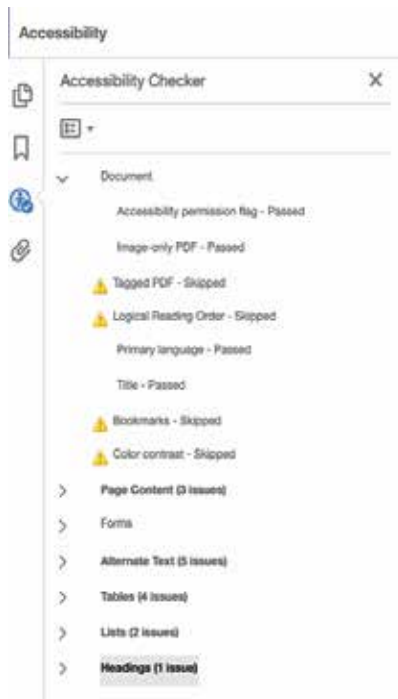 Accessibility
Accessibility Checker
Document
Accessibility permission flag - Passed
Image-only PDF - Passed
Tagged PDF - Skipped
Logical Reading Order - Skipped
Primary language - Passed
Title - Passed
Bookmarks - Skipped
Color contrast - Skipped
Page Content (3 issues)
Forms
Alternate Text (5 issues)
Tables (4 issues)
Lists (2 issues)
Headings (1 issue)